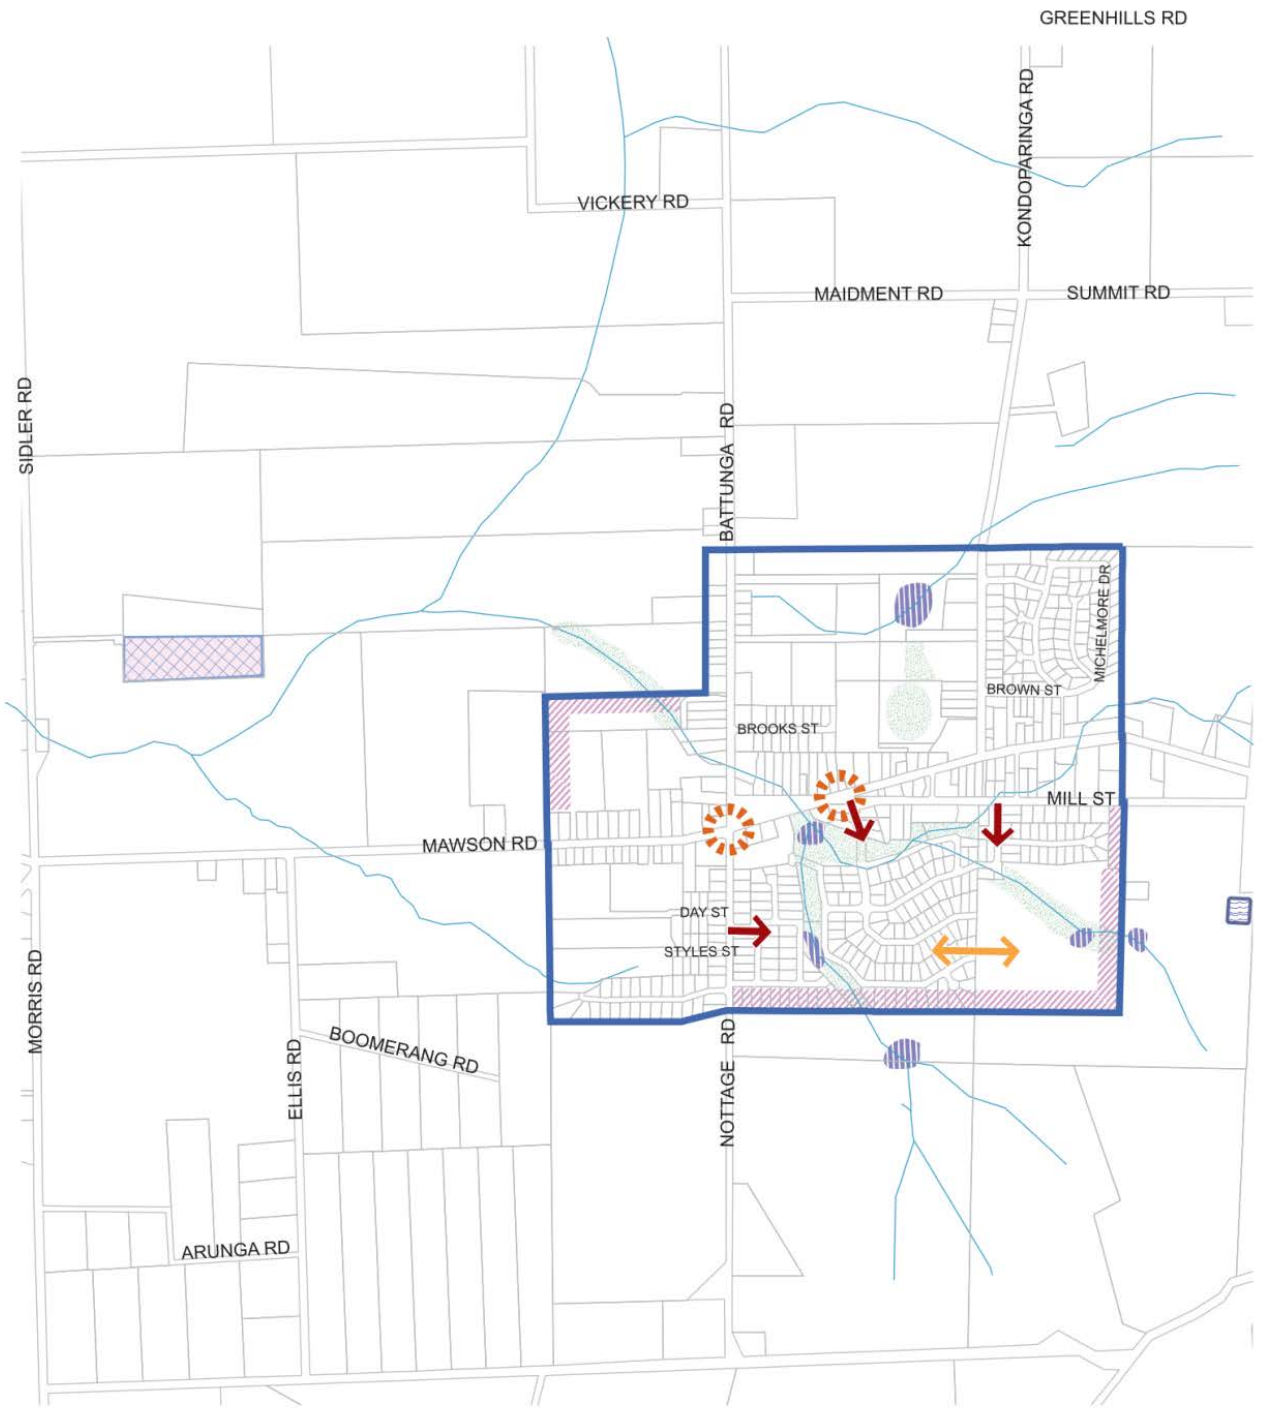 GREENHILLS RD
KONDOPARINGA RD
VICKERY RD
MAIDMENT RD
SUMMIT RD
SIDLER RD
BATTUNGA RD
MICHELMORE DR
BROWN ST
BROOKS ST
MILL ST
MAWSON RD
DAY ST
STYLES ST
MORRIS RD
BOOMERANG RD
ELLIS RD
NOTTAGE RD
ARUNGA RD